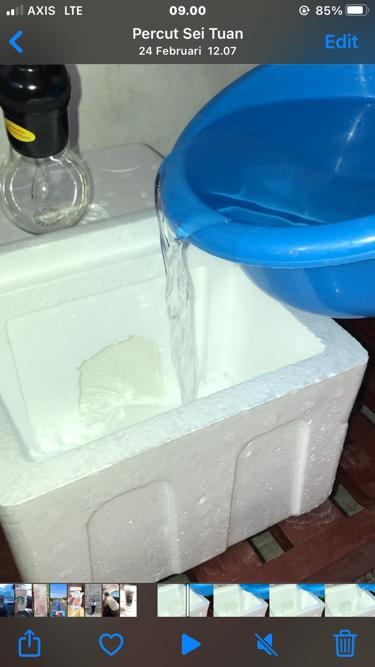 AXIS LTE 09.00 85%
Percut Sei Tuan
24 Februari 12.07 Edit